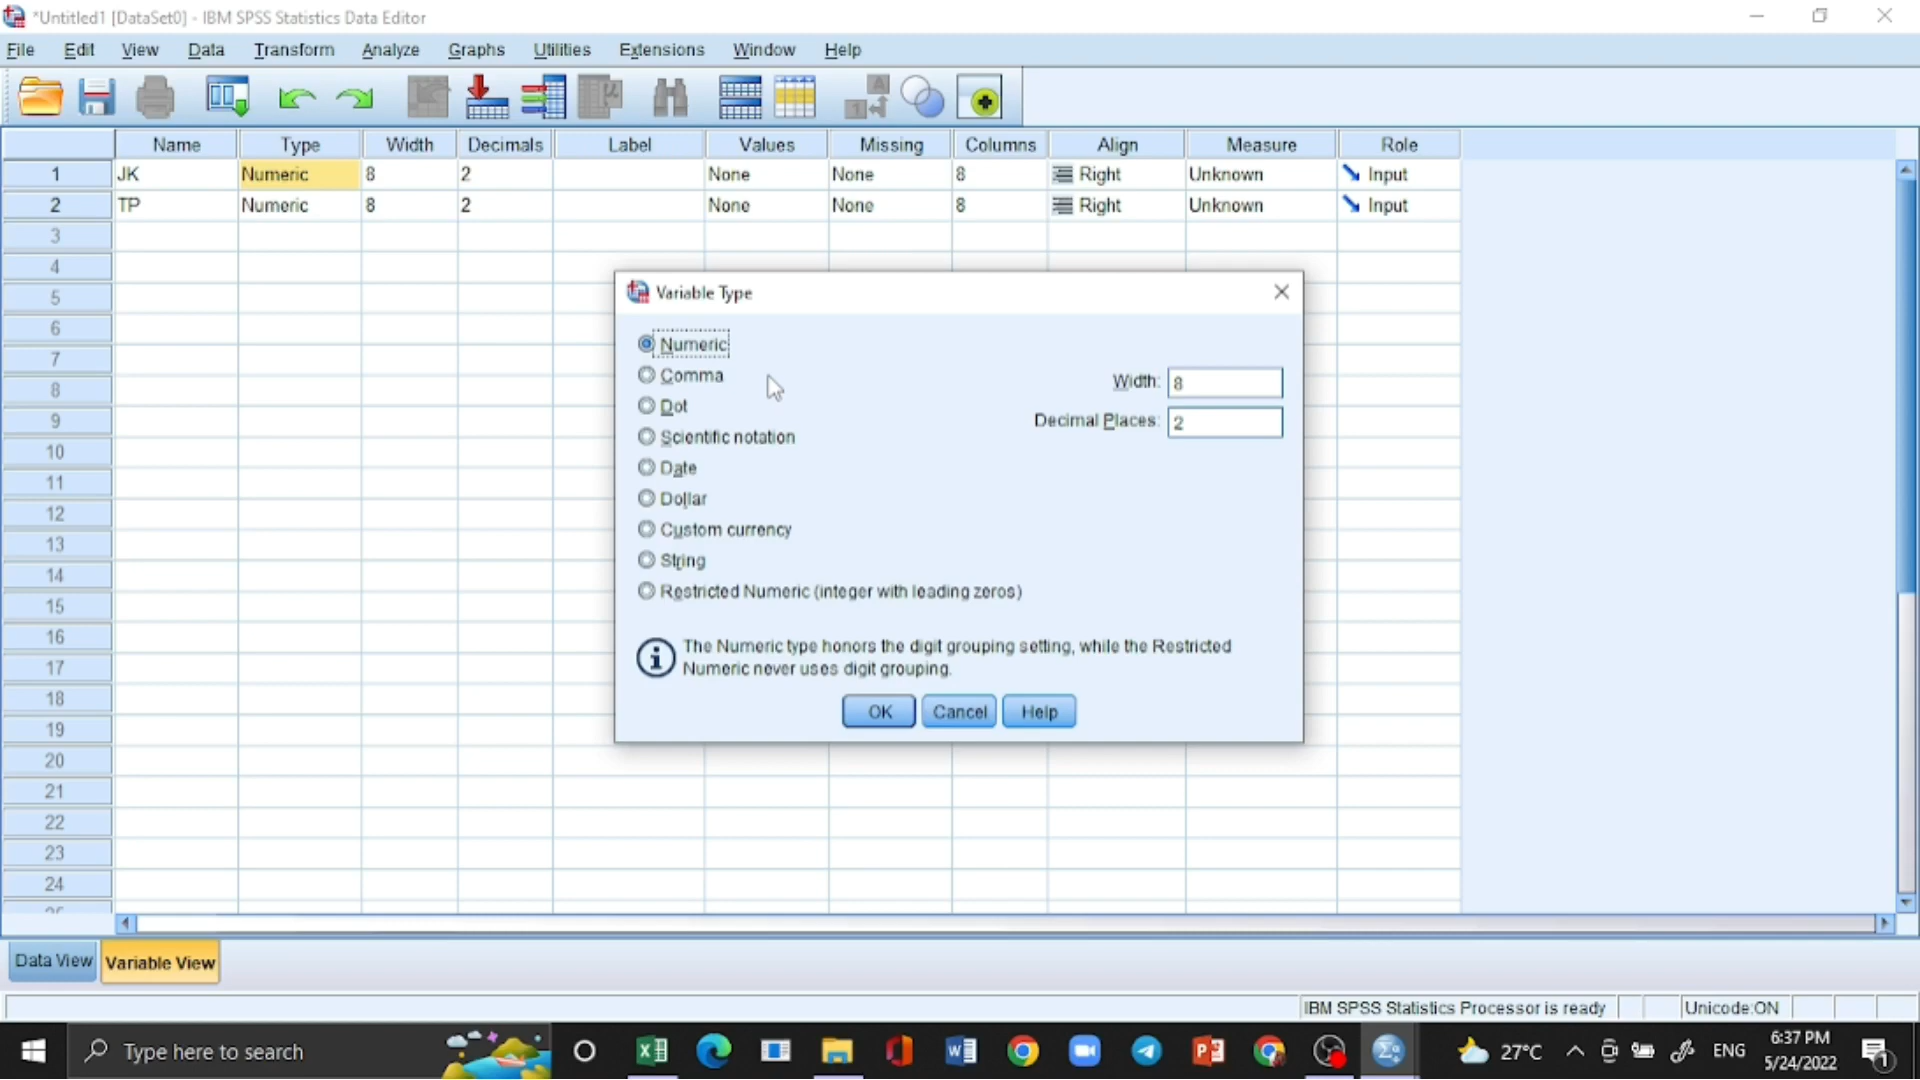 *Untitled1 [DataSet0] - IBM SPSS Statistics Data Editor
File Edit View Data Transform Analyze Graphs Utilities Extensions Window Help
Name Type Width Decimals Label Values Missing Columns Align Measure Role
1 JK Numeric 8 2 None None 8 Right Unknown Input
2 TP Numeric 8 2 None None 8 Right Unknown Input
3
4
5
6
7
8
9
10
11
12
13
14
15
16
17
18
19
20
21
22
23
24
Variable Type
Numeric
Comma
Dot
Scientific notation
Date
Dollar
Custom currency
String
Restricted Numeric (integer with leading zeros)
Width: 8
Decimal Places: 2
The Numeric type honors the digit grouping setting, while the Restricted
Numeric never uses digit grouping.
OK Cancel Help
Data View Variable View
IBM SPSS Statistics Processor is ready Unicode:ON
Type here to search
27°C ENG
6:37 PM
5/24/2022
1